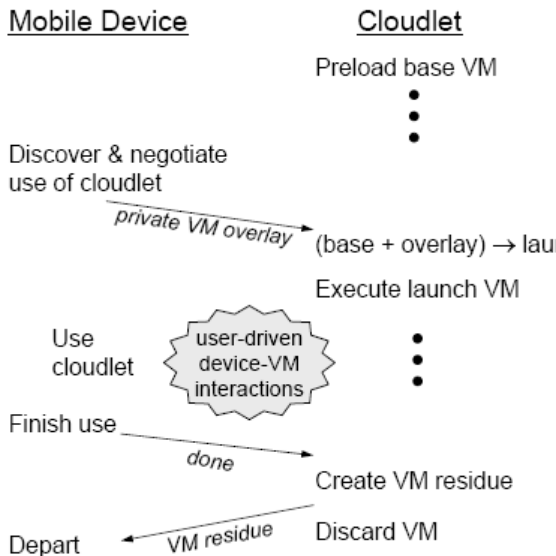 Mobile Device
Cloudlet
Preload base VM
Discover & negotiate
use of cloudlet
private VM overlay
(base + overlay) → lau
Execute launch VM
Use
cloudlet
user-driven
device-VM
interactions
Finish use
done
Create VM residue
VM residue
Discard VM
Depart